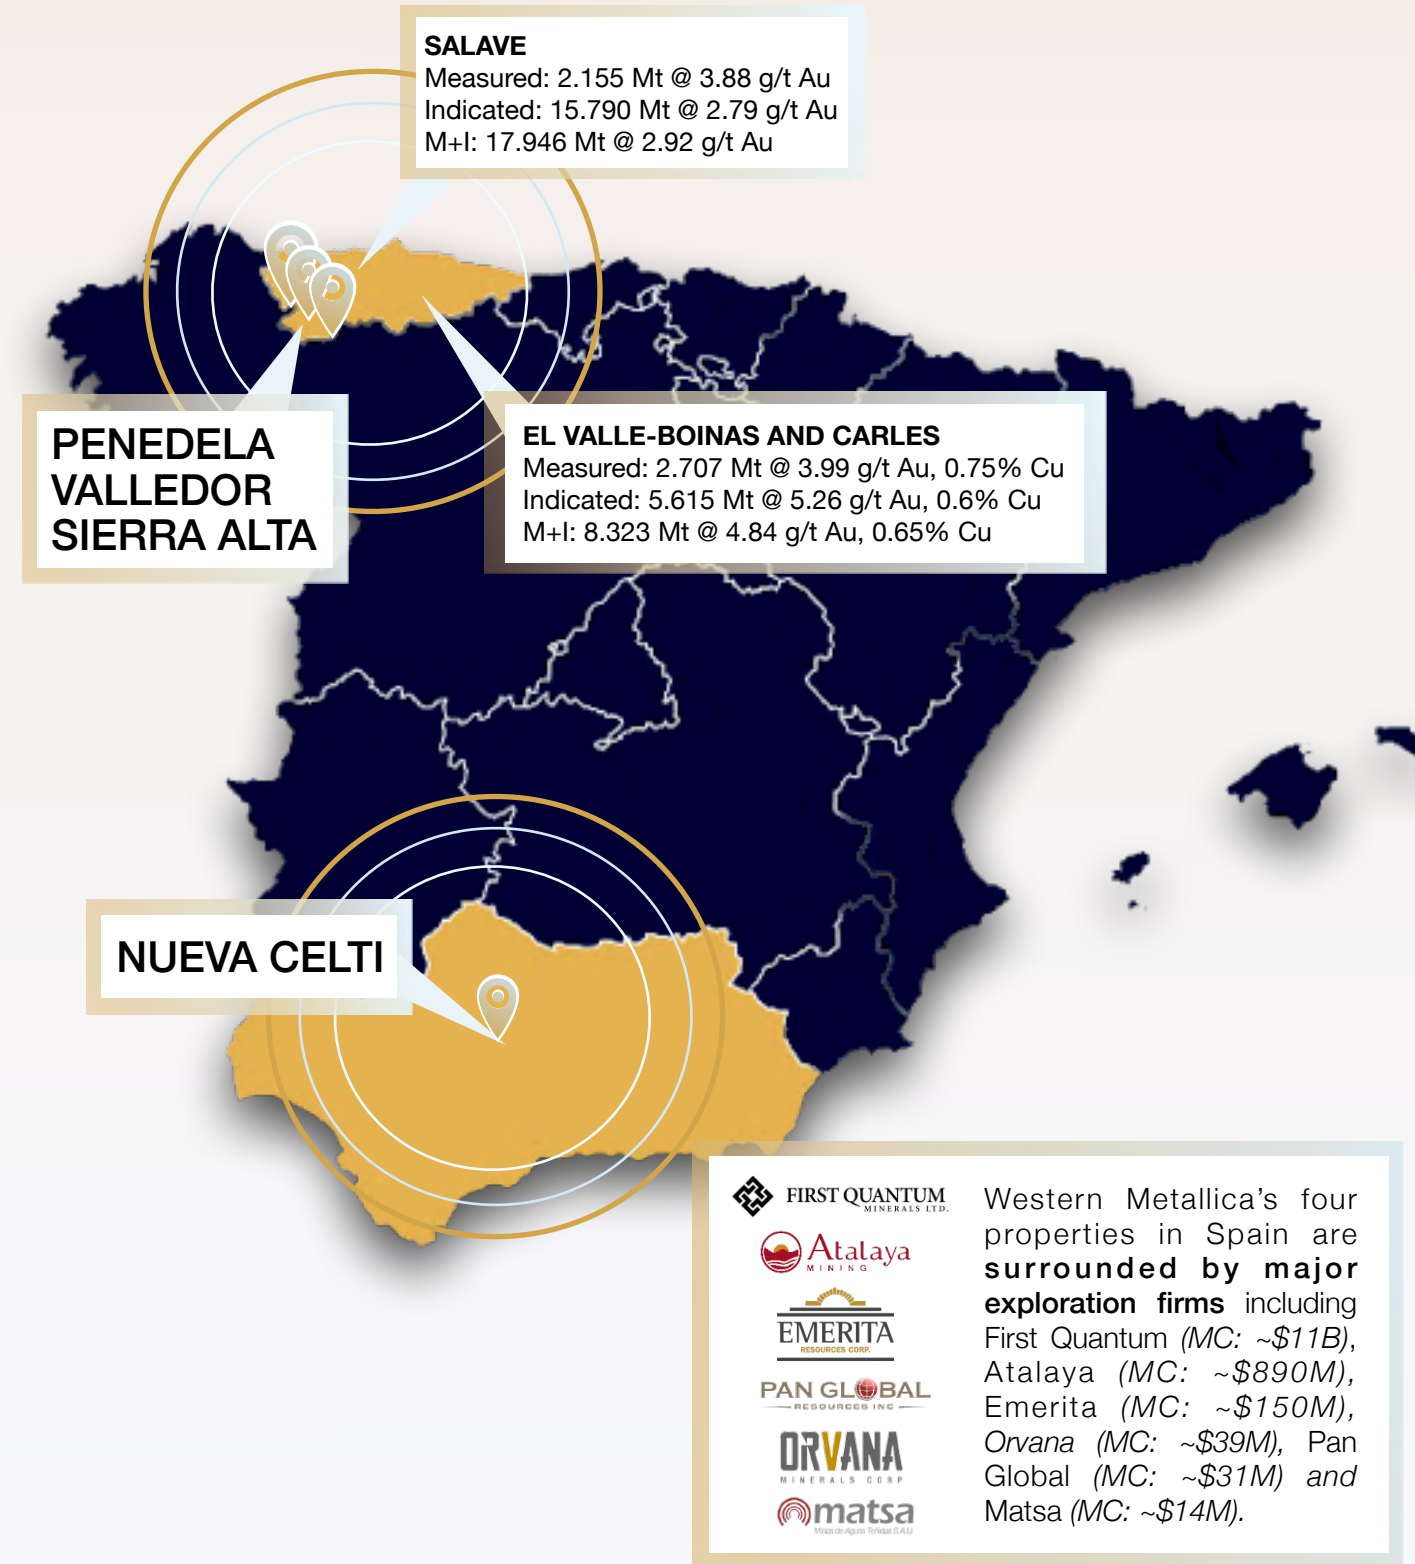 SALAVE
Measured: 2.155 Mt @ 3.88 g/t Au
Indicated: 15.790 Mt @ 2.79 g/t Au
M+I: 17.946 Mt @ 2.92 g/t Au
PENEDELA
VALLEDOR
SIERRA ALTA
EL VALLE-BOINAS AND CARLES
Measured: 2.707 Mt @ 3.99 g/t Au, 0.75% Cu
Indicated: 5.615 Mt @ 5.26 g/t Au, 0.6% Cu
M+I: 8.323 Mt @ 4.84 g/t Au, 0.65% Cu
N
NUEVA CELTI
FIRST QUANTUM
MINERALS LTD.
Atalaya
MINING
EMERITA
RESOURCES CORP.
PAN GLOBAL
RESOURCES INC
ORVANA
MINERALS CORP
matsa
Minas de Aguas Teñidas S.A.U.
Western Metallica's four
properties in Spain are
surrounded by major
exploration firms including
First Quantum (MC: ~$11B),
Atalaya (MC: ~$890M),
Emerita (MC: ~$150M),
Orvana (MC: ~$39M), Pan
Global (MC: ~$31M) and
Matsa (MC: ~$14M).